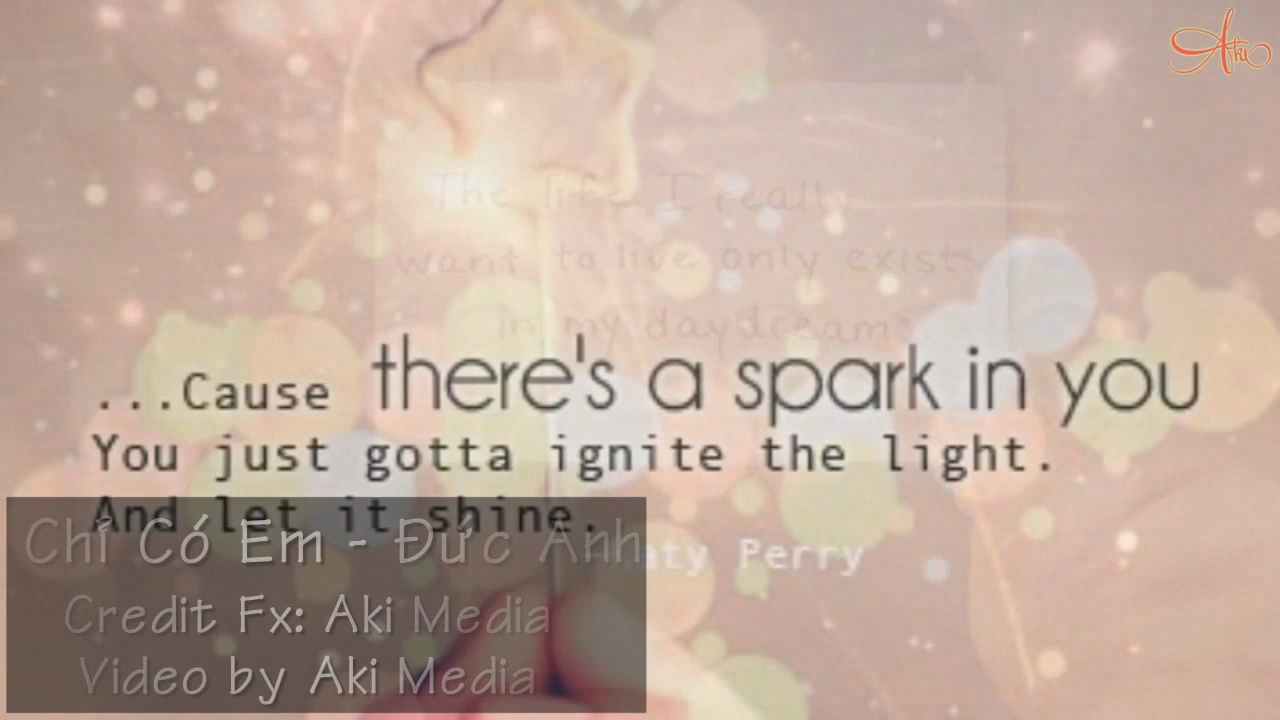 Aki
The life I really
want to live only exists
in my daydreams
...Cause there's a spark in you
You just gotta ignite the light.
And let it shine.
Chỉ Có Em - Đức Anh
Perry
Credit Fx: Aki Media
Video by Aki Media